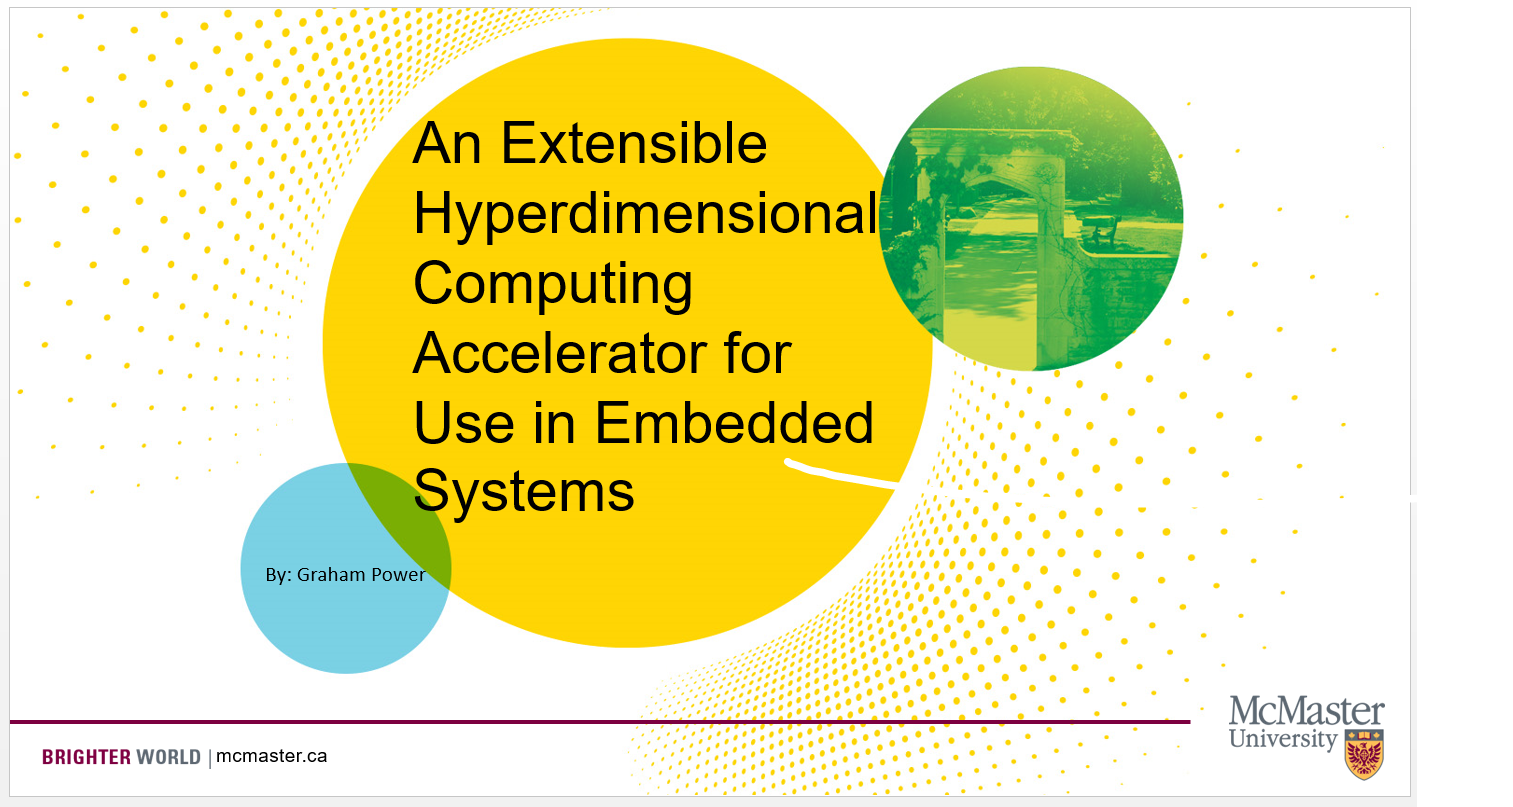 An Extensible
Hyperdimensional
Computing
Accelerator for
Use in Embedded
Systems
By: Graham Power
BRIGHTER WORLD | mcmaster.ca
McMaster
University